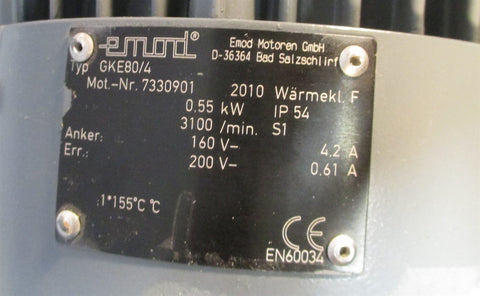 emod®
Emod Motoren GmbH
D-36364 Bad Salzschlirf
Typ GKE80/4
Mot.-Nr. 7330901 2010 Wärmekl. F
0.55 kW IP 54
3100 /min. S1
Anker: 160 V- 4.2 A
Err.: 200 V- 0.61 A
1*155°C °C
CE
EN60034